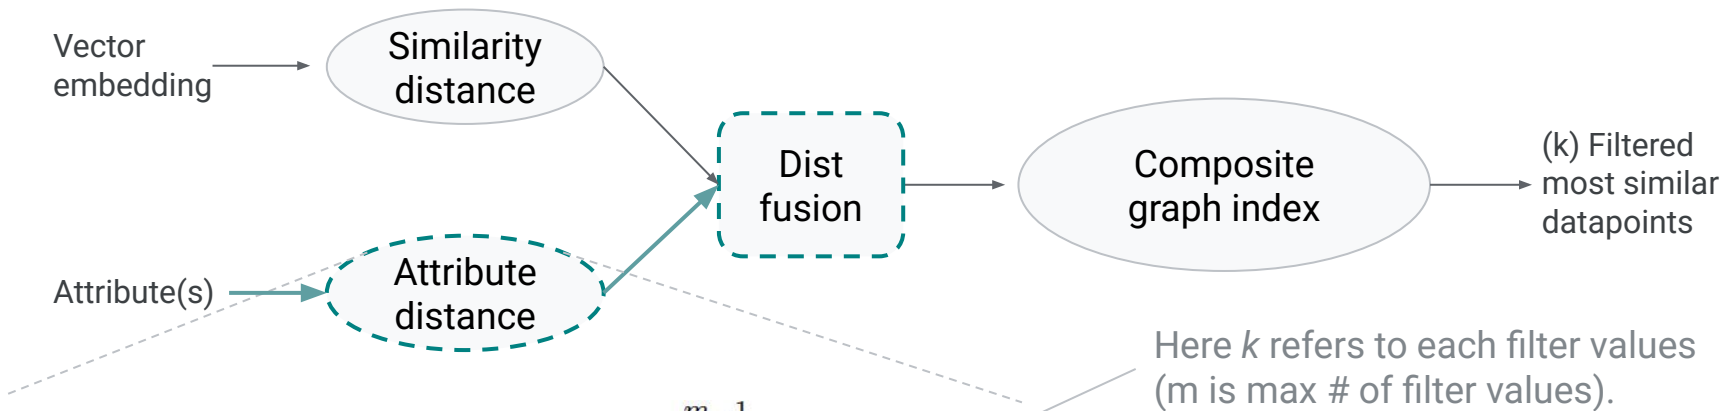 Vector
embedding
Similarity
distance
Dist
fusion
Composite
graph index
(k) Filtered
most similar
datapoints
Attribute(s)
Attribute
distance
Here k refers to each filter values
(m is max # of filter values).